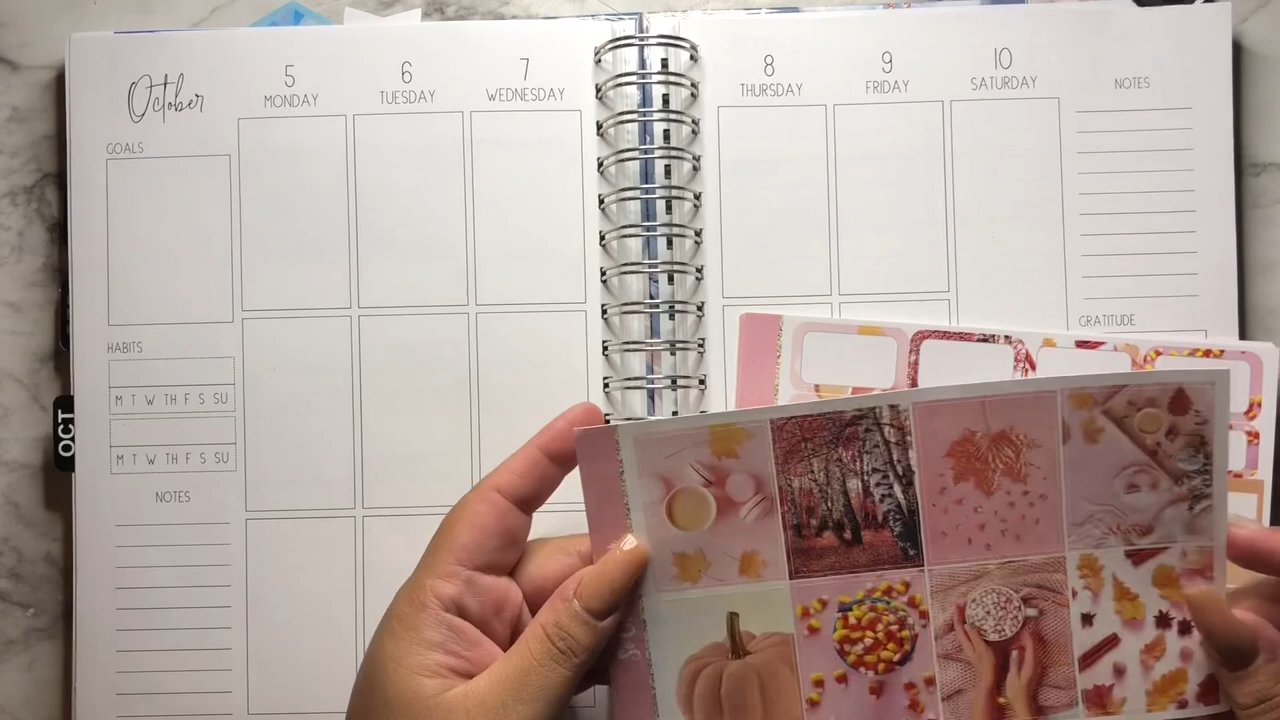 October
5
MONDAY
6
TUESDAY
7
WEDNESDAY
8
THURSDAY
9
FRIDAY
10
SATURDAY
NOTES
GOALS
GRATITUDE
HABITS
M T W TH F S SU
M T W TH F S SU
OCT
NOTES